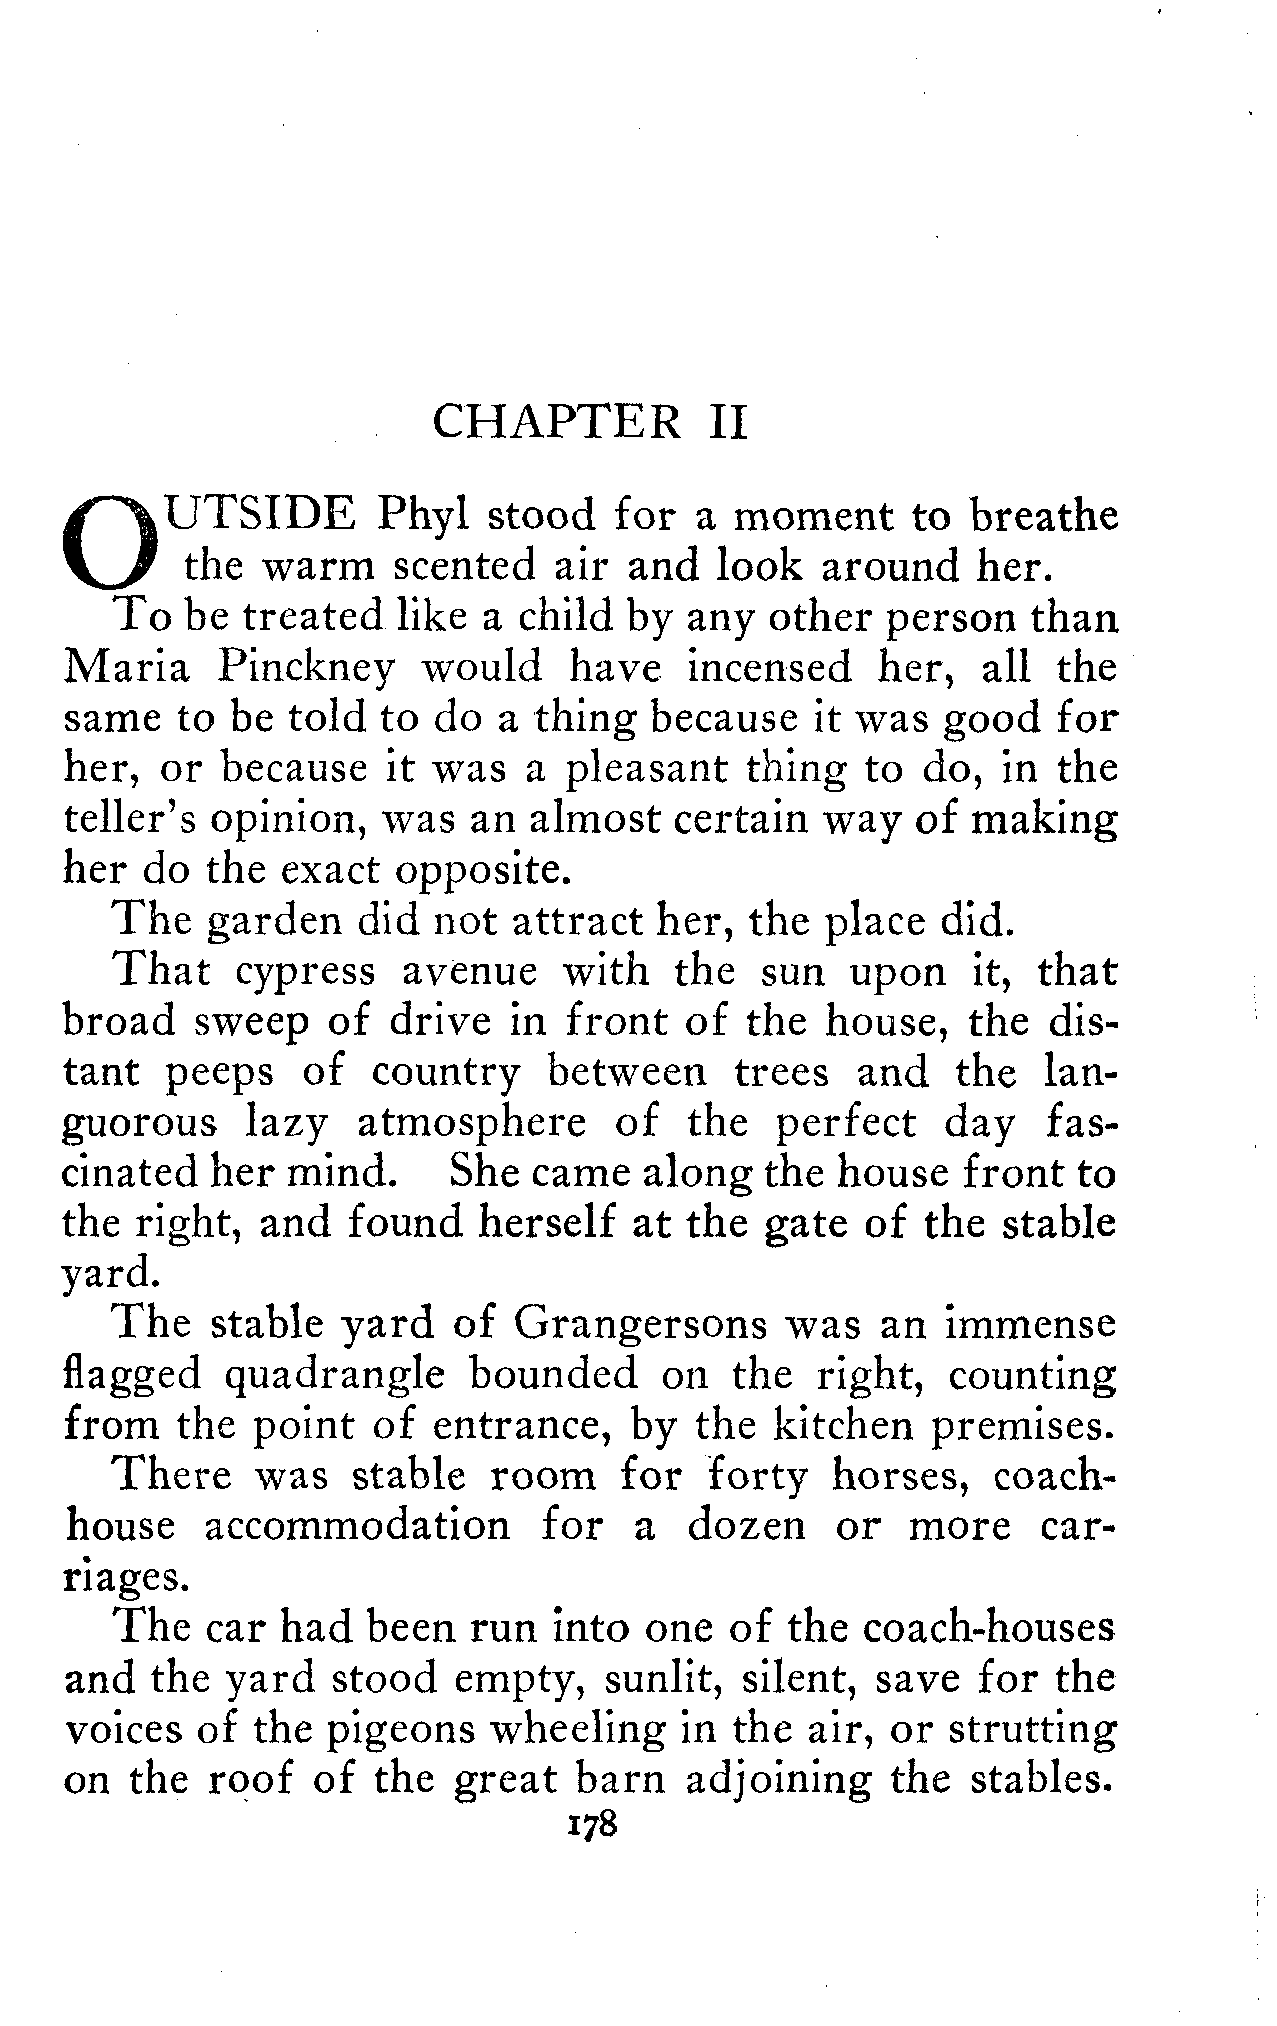 CHAPTER II
OUTSIDE Phyl stood for a moment to breathe
the warm scented air and look around her.
To be treated like a child by any other person than
Maria Pinckney would have incensed her, all the
same to be told to do a thing because it was good for
her, or because it was a pleasant thing to do, in the
teller's opinion, was an almost certain way of making
her do the exact opposite.
The garden did not attract her, the place did.
That cypress avenue with the sun upon it, that
broad sweep of drive in front of the house, the dis-
tant peeps of country between trees and the lan-
guorous lazy atmosphere of the perfect day fas-
cinated her mind. She came along the house front to
the right, and found herself at the gate of the stable
yard.
The stable yard of Grangersons was an immense
flagged quadrangle bounded on the right, counting
from the point of entrance, by the kitchen premises.
There was stable room for forty horses, coach-
house accommodation for a dozen or more car-
riages.
The car had been run into one of the coach-houses
and the yard stood empty, sunlit, silent, save for the
voices of the pigeons wheeling in the air, or strutting
on the roof of the great barn adjoining the stables.
178